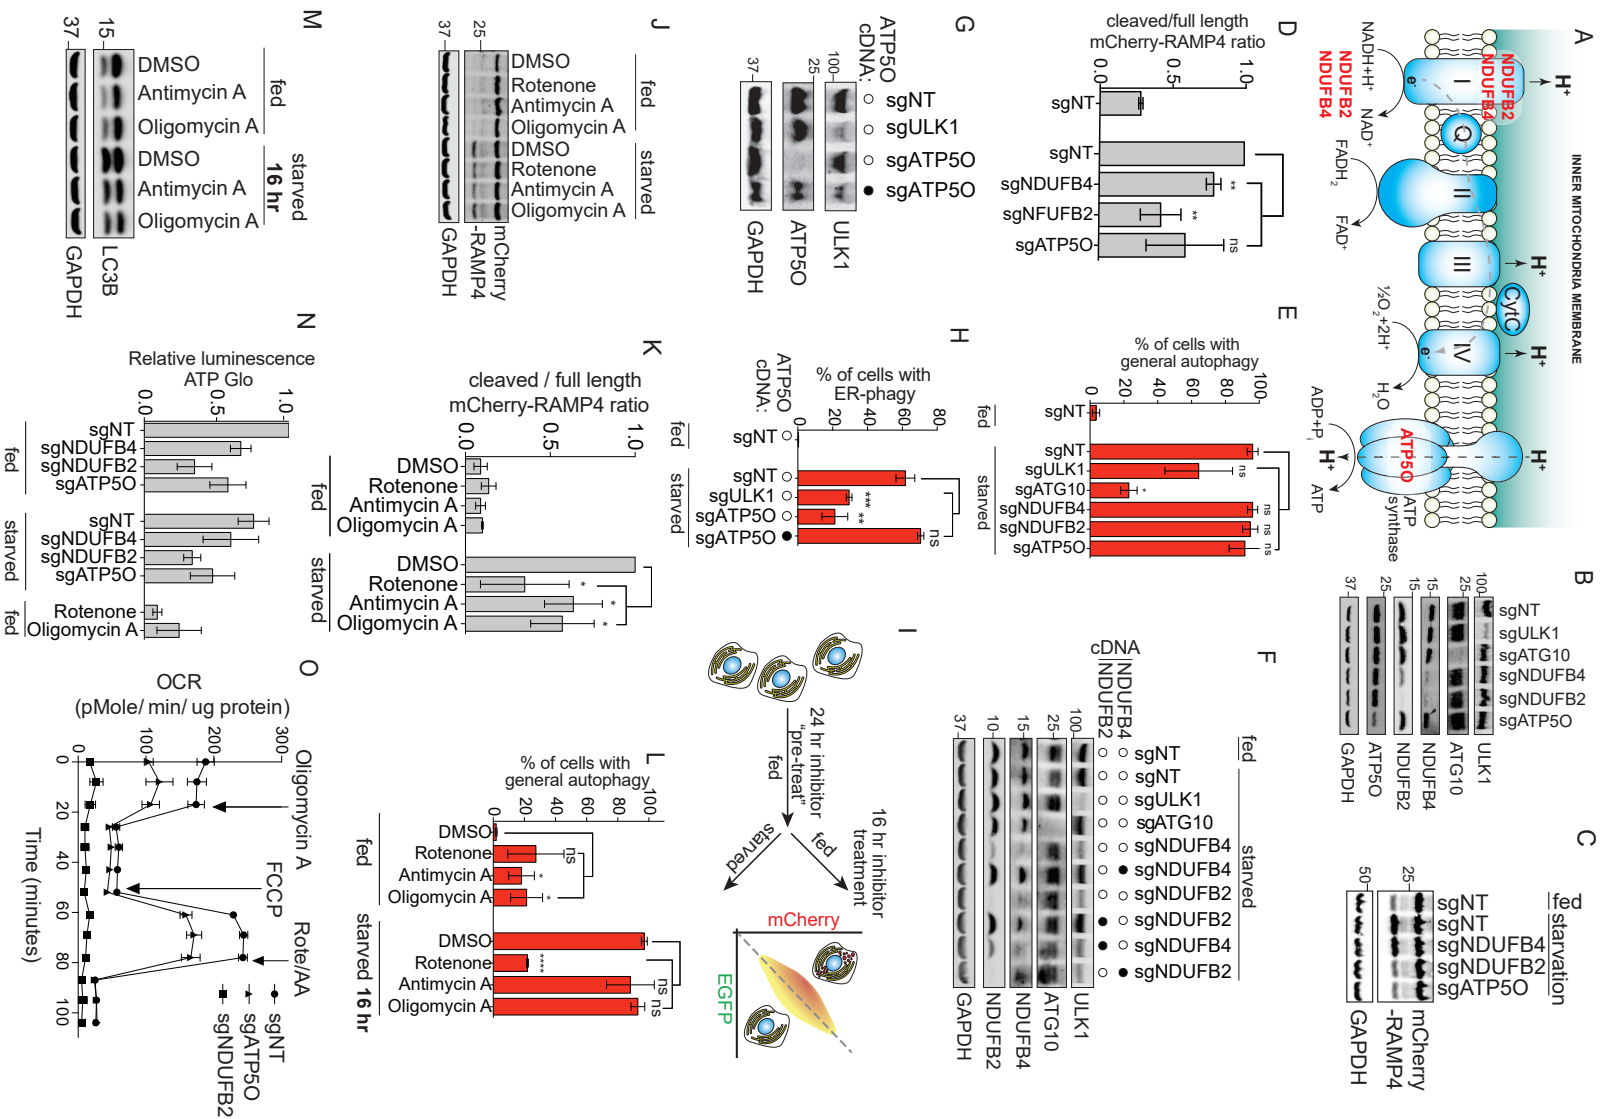 A
INNER MITOCHONDRIA MEMBRANE
H⁺
H⁺
H⁺
H⁺
NDUFB2
NDUFB4
I
Q
II
III
CytC
IV
ATP5O
e⁻
e⁻
NDUFB2
NDUFB4
NADH+H⁺
NAD⁺
FADH₂
FAD⁺
½O₂+2H⁺
H₂O
ADP+Pᵢ
H⁺
ATP
ATP
synthase
B
sgNT
sgULK1
sgATG10
sgNDUFB4
sgNDUFB2
sgATP5O
100
ULK1
25
ATG10
15
NDUFB4
15
NDUFB2
25
ATP5O
37
GAPDH
C
fed
starvation
sgNT
sgNT
sgNDUFB4
sgNDUFB2
sgATP5O
25
mCherry
-RAMP4
50
GAPDH
D
cleaved/full length
mCherry-RAMP4 ratio
0.0
0.5
1.0
sgNT
sgNT
sgNDUFB4
sgNFUFB2
sgATP5O
**
**
ns
E
% of cells with
general autophagy
0
20
40
60
80
100
fed
starved
sgNT
sgNT
sgULK1
sgATG10
sgNDUFB4
sgNDUFB2
sgATP5O
ns
*
ns
ns
ns
F
cDNA
NDUFB4
NDUFB2
fed
starved
sgNT
sgNT
sgULK1
sgATG10
sgNDUFB4
sgNDUFB4
sgNDUFB2
sgNDUFB2
sgNDUFB4
sgNDUFB2
100
ULK1
25
ATG10
15
NDUFB4
10
NDUFB2
37
GAPDH
G
ATP5O
cDNA:
sgNT
sgULK1
sgATP5O
sgATP5O
100
ULK1
25
ATP5O
37
GAPDH
H
% of cells with
ER-phagy
0
20
40
60
80
ATP5O
cDNA:
fed
starved
sgNT
sgNT
sgULK1
sgATP5O
sgATP5O
***
**
ns
I
24 hr inhibitor
“pre-treat”
fed
16 hr inhibitor
treatment
fed
starved
mCherry
EGFP
J
fed
starved
DMSO
Rotenone
Antimycin A
Oligomycin A
DMSO
Rotenone
Antimycin A
Oligomycin A
25
mCherry
-RAMP4
37
GAPDH
K
cleaved / full length
mCherry-RAMP4 ratio
0.0
0.5
1.0
fed
starved
DMSO
Rotenone
Antimycin A
Oligomycin A
DMSO
Rotenone
Antimycin A
Oligomycin A
*
*
*
L
% of cells with
general autophagy
0
20
40
60
80
100
fed
starved 16 hr
DMSO
Rotenone
Antimycin A
Oligomycin A
DMSO
Rotenone
Antimycin A
Oligomycin A
ns
*
*
****
ns
ns
M
fed
starved
16 hr
DMSO
Antimycin A
Oligomycin A
DMSO
Antimycin A
Oligomycin A
15
LC3B
37
GAPDH
N
Relative luminescence
ATP Glo
0.0
0.5
1.0
fed
starved
fed
sgNT
sgNDUFB4
sgNDUFB2
sgATP5O
sgNT
sgNDUFB4
sgNDUFB2
sgATP5O
Rotenone
Oligomycin A
O
OCR
(pMole/ min/ ug protein)
0
100
200
300
Oligomycin A
FCCP
Rote/AA
0
20
40
60
80
100
Time (minutes)
sgNT
sgATP5O
sgNDUFB2